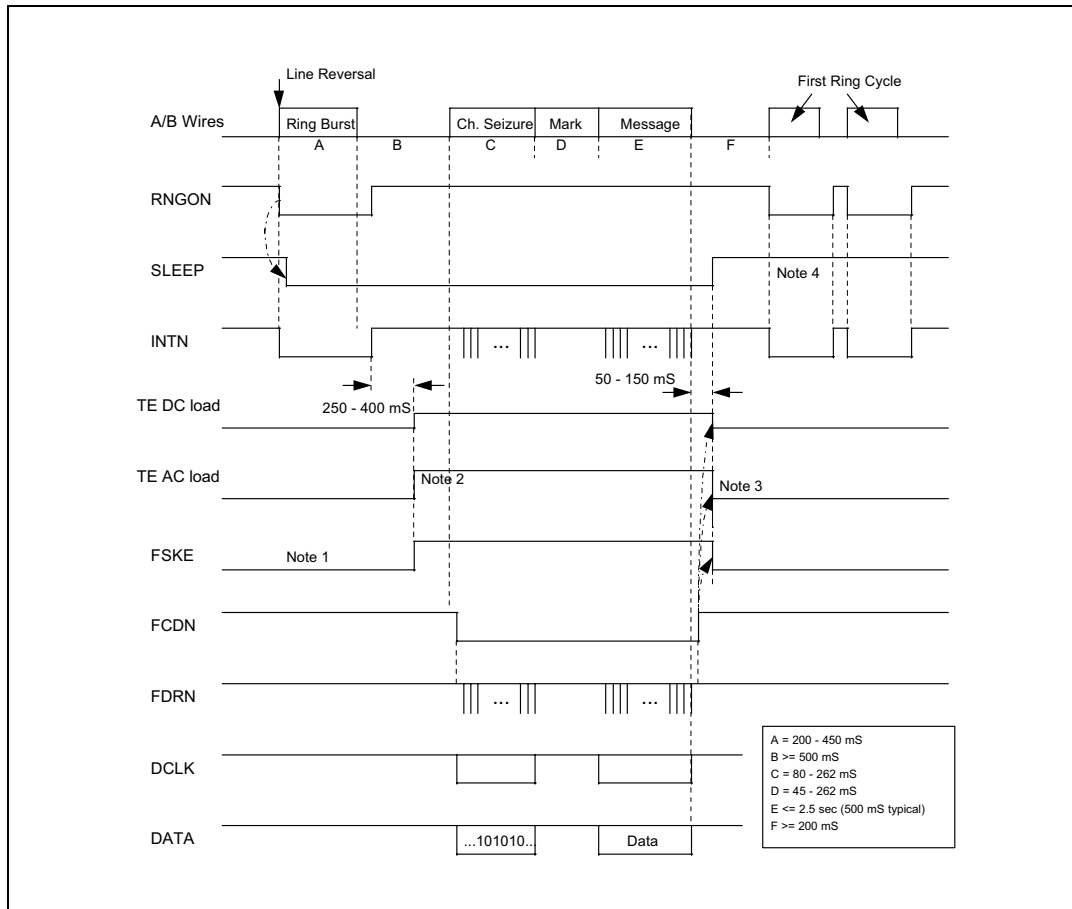 Line Reversal
First Ring Cycle
A/B Wires
Ring Burst
Ch. Seizure
Mark
Message
A
B
C
D
E
F
RNGON
SLEEP
Note 4
INTN
...
...
50 - 150 mS
250 - 400 mS
TE DC load
TE AC load
Note 2
Note 3
FSKE
Note 1
FCDN
FDRN
...
...
DCLK
DATA
...101010...
Data
A = 200 - 450 mS
B >= 500 mS
C = 80 - 262 mS
D = 45 - 262 mS
E <= 2.5 sec (500 mS typical)
F >= 200 mS